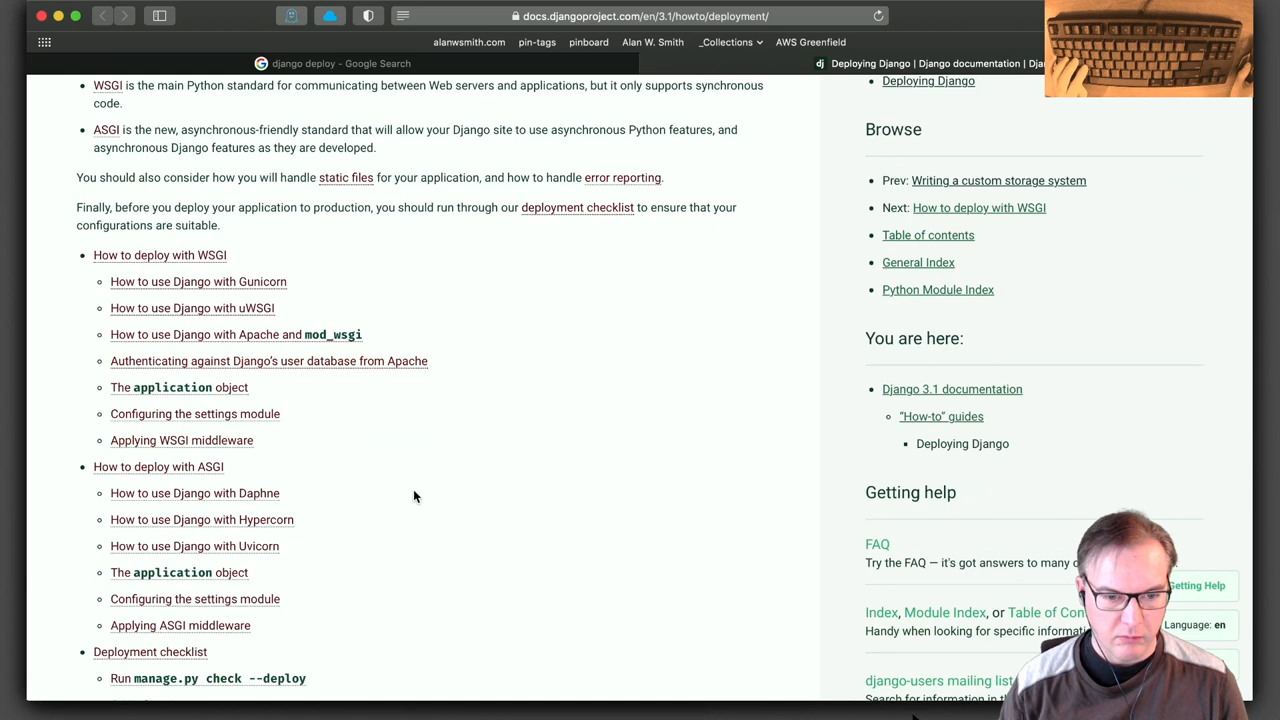 docs.djangoproject.com/en/3.1/howto/deployment/
alanwsmith.com pin-tags pinboard Alan W. Smith _Collections AWS Greenfield
django deploy - Google Search
dj Deploying Django | Django documentation |
WSGI is the main Python standard for communicating between Web servers and applications, but it only supports synchronous
code.
ASGI is the new, asynchronous-friendly standard that will allow your Django site to use asynchronous Python features, and
asynchronous Django features as they are developed.
You should also consider how you will handle static files for your application, and how to handle error reporting.
Finally, before you deploy your application to production, you should run through our deployment checklist to ensure that your
configurations are suitable.
How to deploy with WSGI
How to use Django with Gunicorn
How to use Django with uWSGI
How to use Django with Apache and mod_wsgi
Authenticating against Django’s user database from Apache
The application object
Configuring the settings module
Applying WSGI middleware
How to deploy with ASGI
How to use Django with Daphne
How to use Django with Hypercorn
How to use Django with Uvicorn
The application object
Configuring the settings module
Applying ASGI middleware
Deployment checklist
Run manage.py check --deploy
Deploying Django
Browse
Prev: Writing a custom storage system
Next: How to deploy with WSGI
Table of contents
General Index
Python Module Index
You are here:
Django 3.1 documentation
“How-to” guides
Deploying Django
Getting help
FAQ
Try the FAQ — it's got answers to many
Index, Module Index, or Table of
Handy when looking for specific
django-users mailing list
Search for information in
Getting Help
Language: en